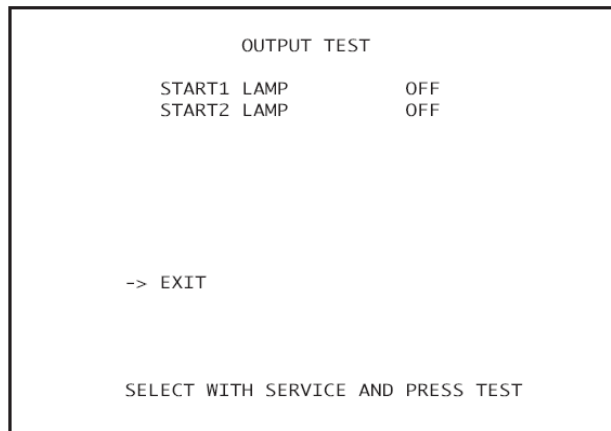 OUTPUT TEST
START1 LAMP OFF
START2 LAMP OFF
-> EXIT
SELECT WITH SERVICE AND PRESS TEST